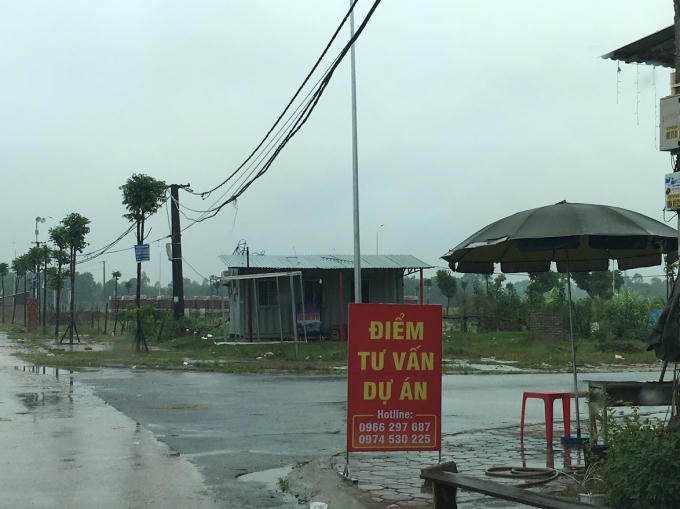 ĐIỂM
TƯ VẤN
DỰ ÁN
Hotline:
0966 297 687
0974 530 225